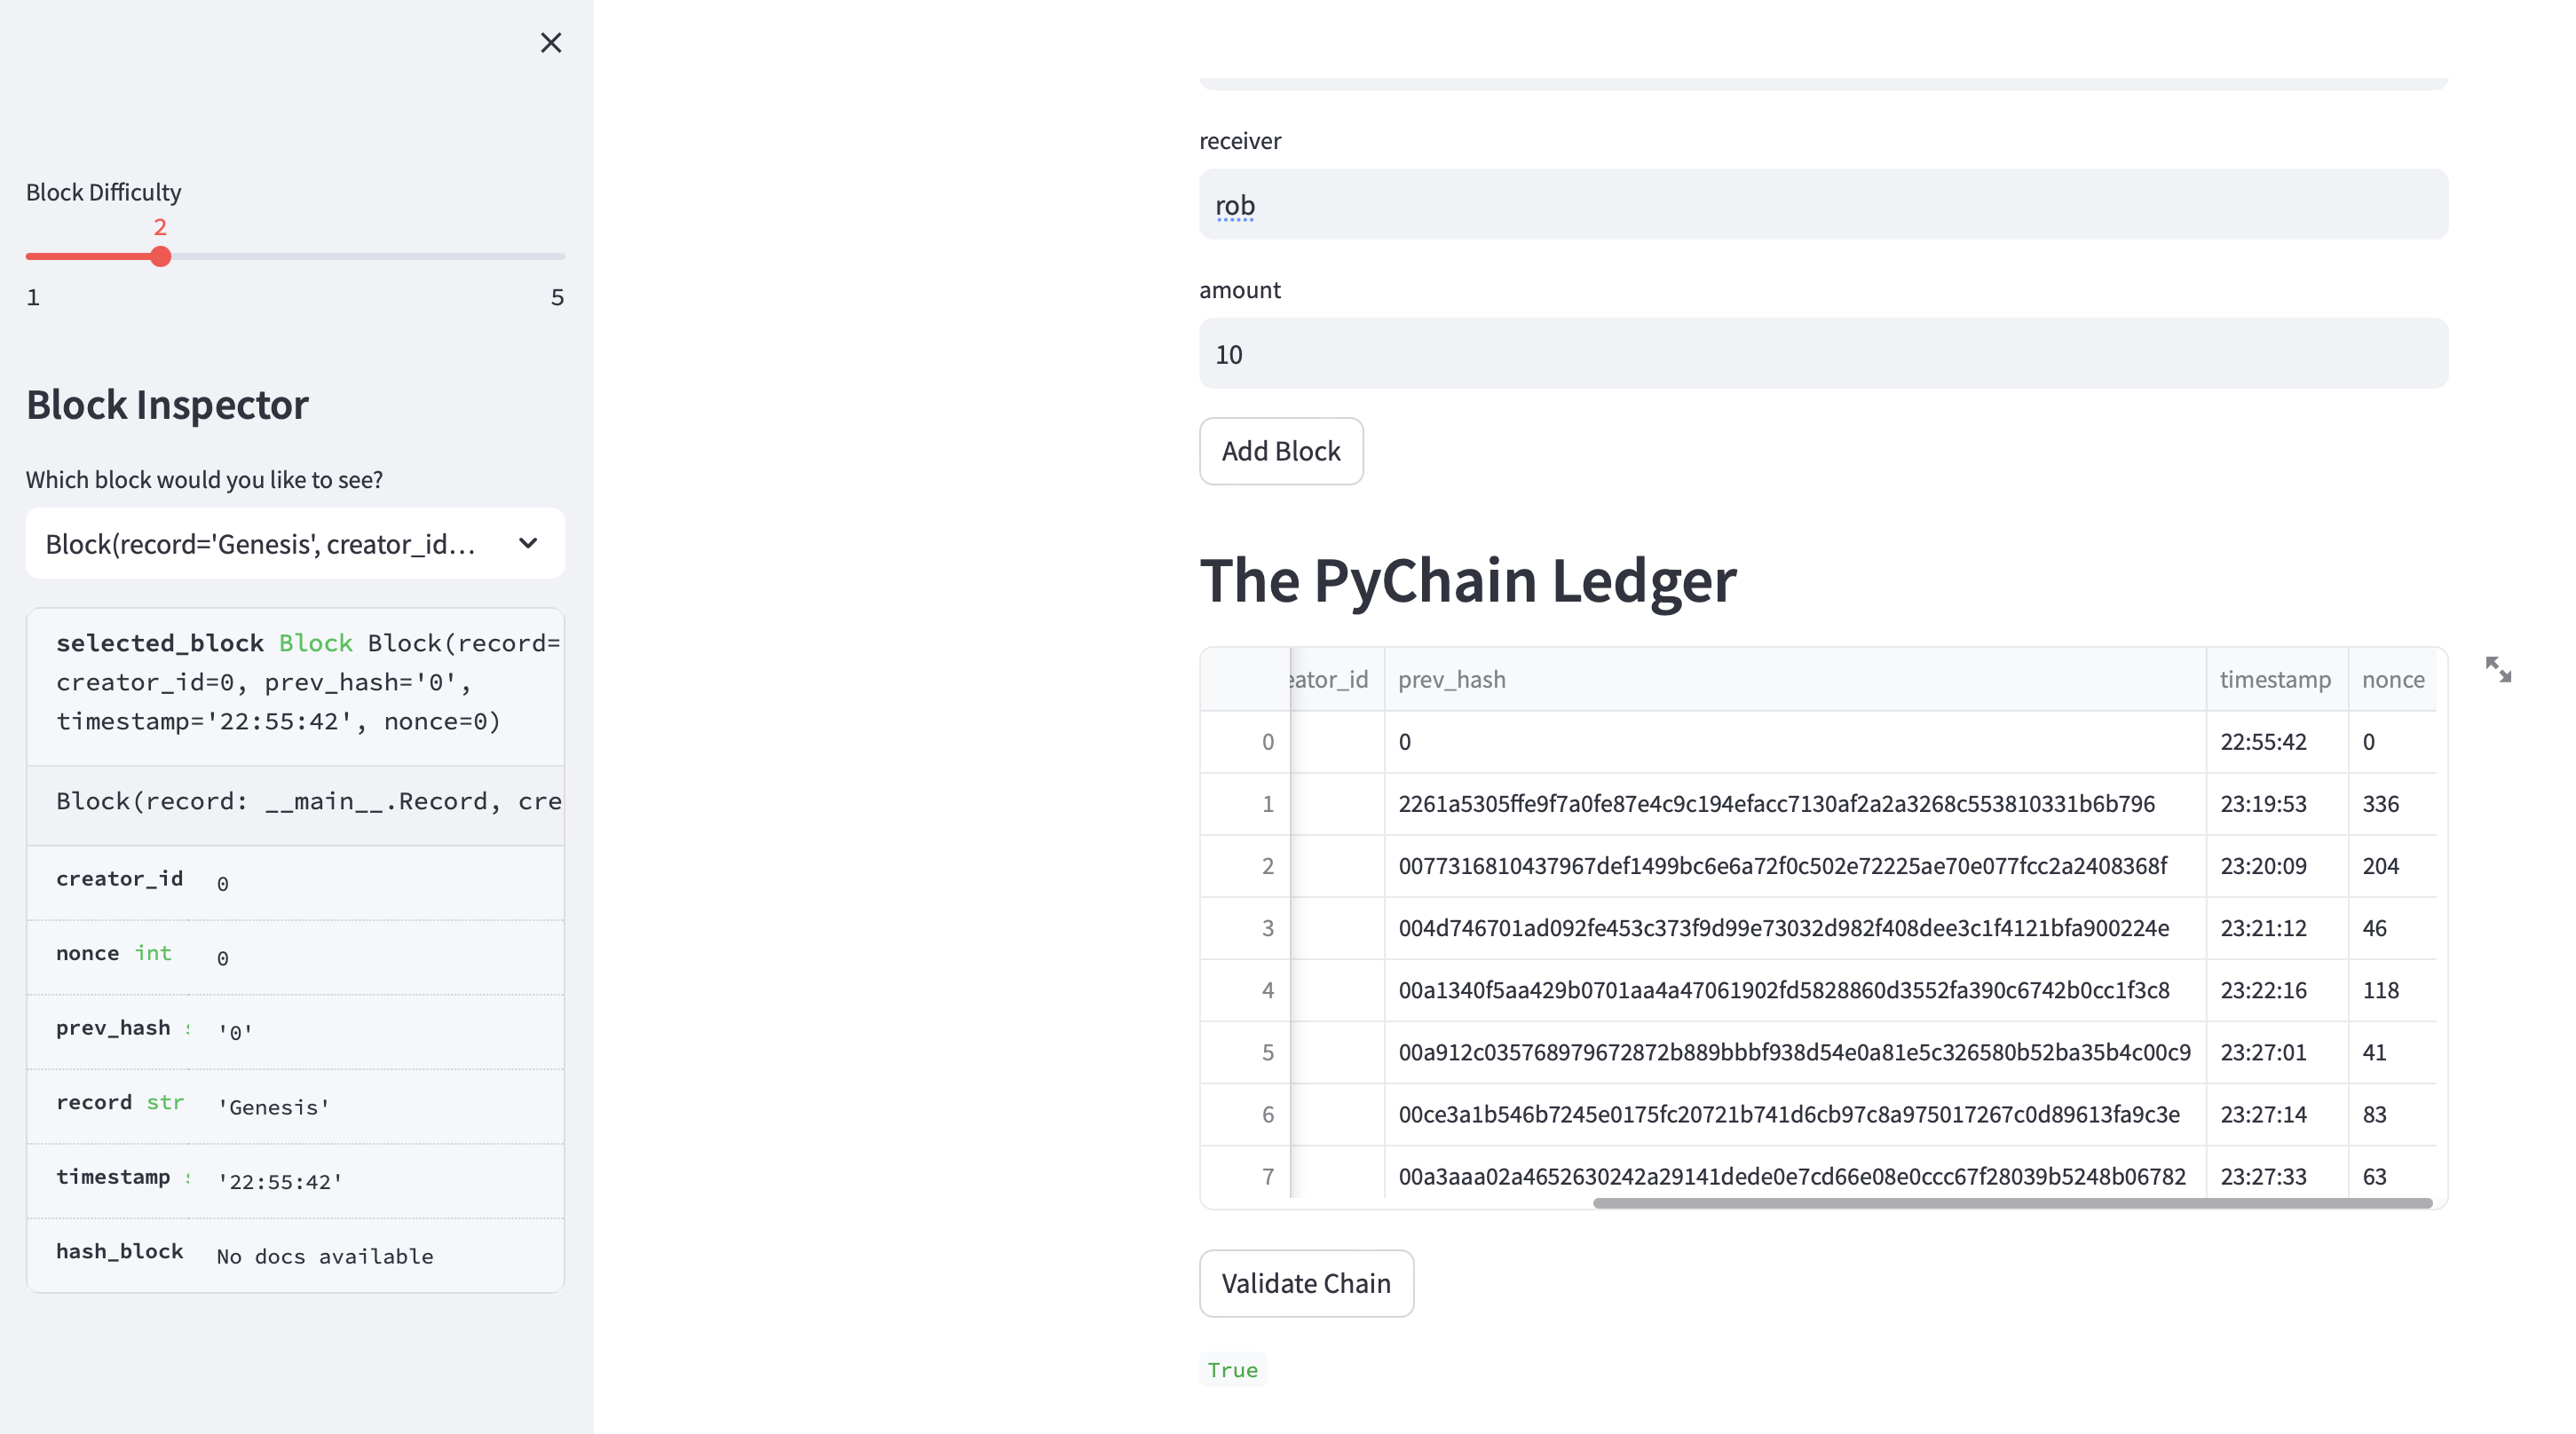 Block Difficulty
2
1 5
Block Inspector
Which block would you like to see?
Block(record='Genesis', creator_id…
selected_block Block Block(record=
creator_id=0, prev_hash='0',
timestamp='22:55:42', nonce=0)
Block(record: __main__.Record, cre
creator_id 0
nonce int 0
prev_hash '0'
record str 'Genesis'
timestamp '22:55:42'
hash_block No docs available
receiver
rob
amount
10
Add Block
The PyChain Ledger
eator_id prev_hash timestamp nonce
0 0 22:55:42 0
1 2261a5305ffe9f7a0fe87e4c9c194efacc7130af2a2a3268c553810331b6b796 23:19:53 336
2 0077316810437967def1499bc6e6a72f0c502e72225ae70e077fcc2a2408368f 23:20:09 204
3 004d746701ad092fe453c373f9d99e73032d982f408dee3c1f4121bfa900224e 23:21:12 46
4 00a1340f5aa429b0701aa4a47061902fd5828860d3552fa390c6742b0cc1f3c8 23:22:16 118
5 00a912c035768979672872b889bbbf938d54e0a81e5c326580b52ba35b4c00c9 23:27:01 41
6 00ce3a1b546b7245e0175fc20721b741d6cb97c8a975017267c0d89613fa9c3e 23:27:14 83
7 00a3aaa02a4652630242a29141dede0e7cd66e08e0ccc67f28039b5248b06782 23:27:33 63
Validate Chain
True